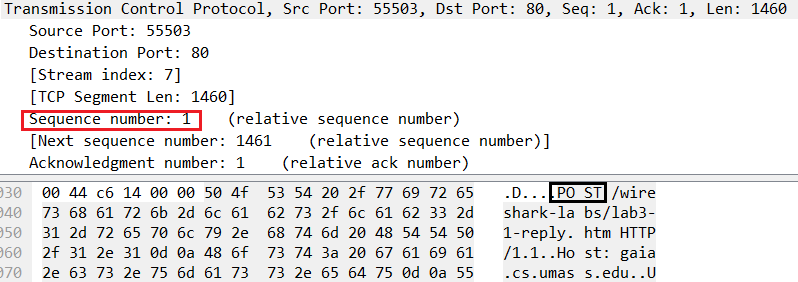 Transmission Control Protocol, Src Port: 55503, Dst Port: 80, Seq: 1, Ack: 1, Len: 1460
Source Port: 55503
Destination Port: 80
[Stream index: 7]
[TCP Segment Len: 1460]
Sequence number: 1    (relative sequence number)
[Next sequence number: 1461    (relative sequence number)]
Acknowledgment number: 1    (relative ack number)
030  00 44 c6 14 00 00 50 4f  53 54 20 2f 77 69 72 65  .D....PO ST /wire
040  73 68 61 72 6b 2d 6c 61  62 73 2f 6c 61 62 33 2d  shark-la bs/lab3-
050  31 2d 72 65 70 6c 79 2e  68 74 6d 20 48 54 54 50  1-reply. htm HTTP
060  2f 31 2e 31 0d 0a 48 6f  73 74 3a 20 67 61 69 61  /1.1..Ho st: gaia
070  2e 63 73 2e 75 6d 61 73  73 2e 65 64 75 0d 0a 55  .cs.umas s.edu..U